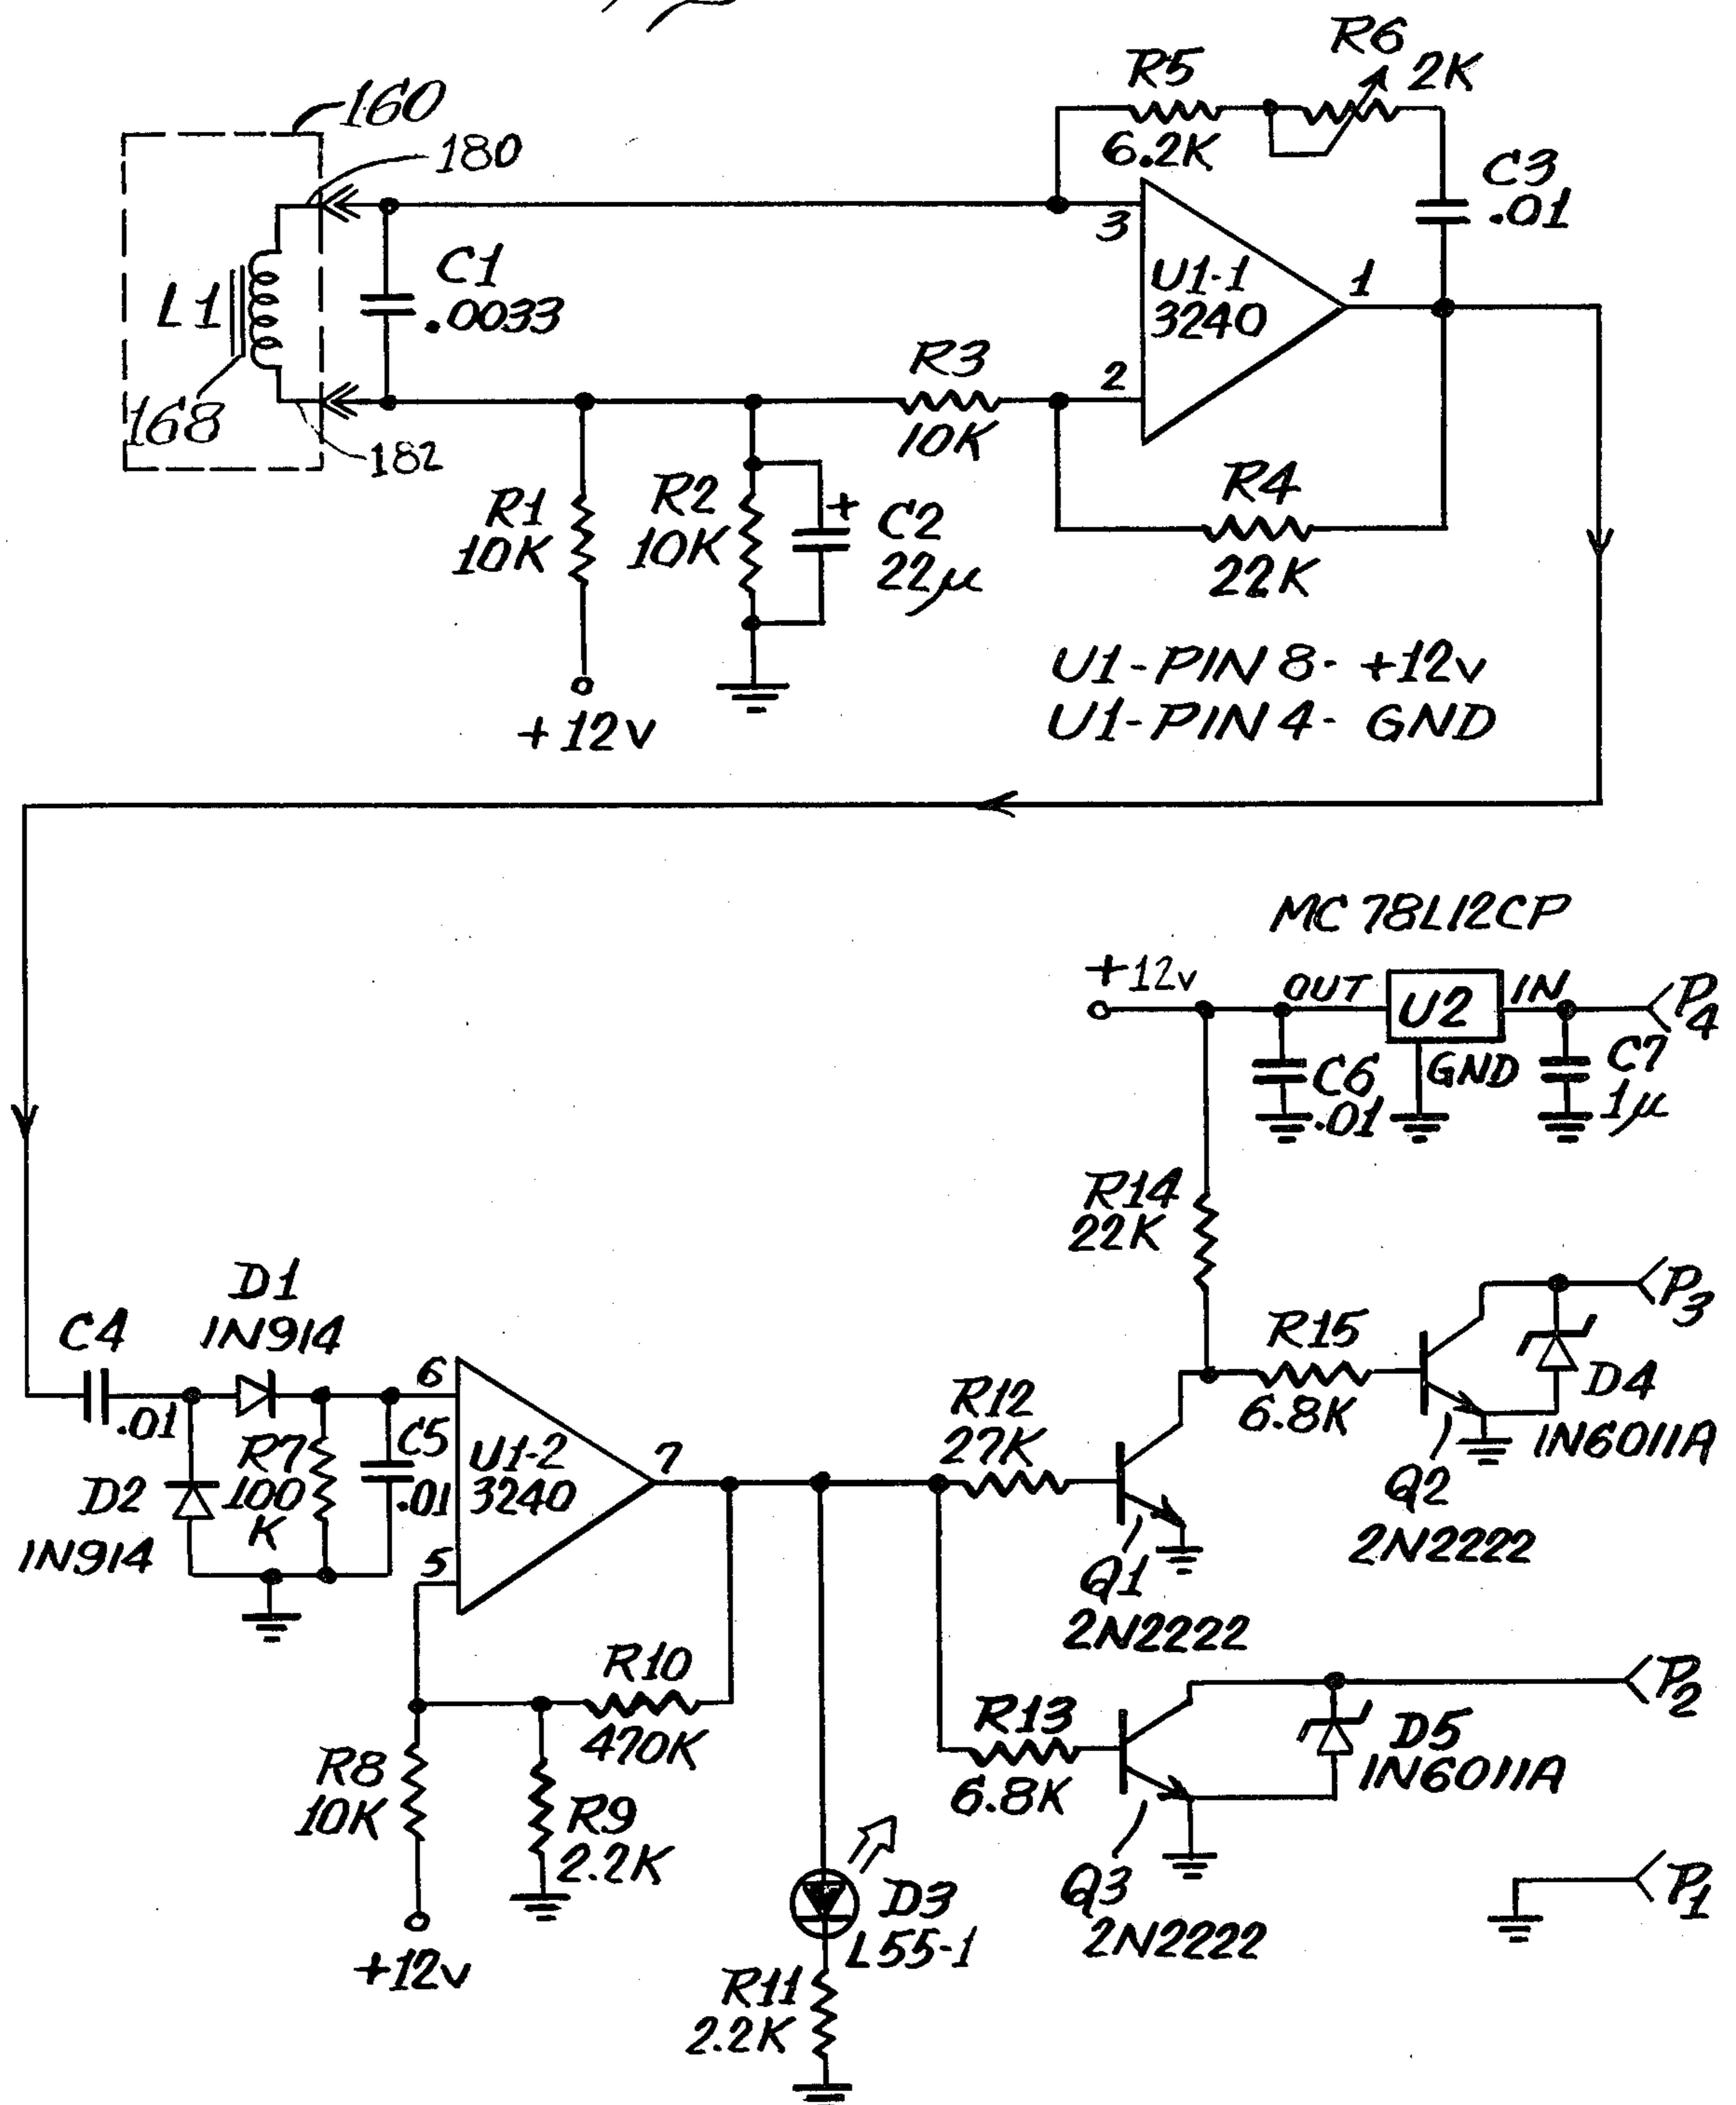 R6
R5
2K
160
6.2K
180
C3
.01
3
C1
.0033
U1-1
3240
1
L1
R3
2
10K
168
182
R4
22K
R1
10K
R2
10K
+
C2
22μ
U1-PIN 8- +12v
U1-PIN 4- GND
+12v
MC78L12CP
+12v
OUT
U2
IN
P4
GND
C6
.01
C7
1μ
R14
22K
D1
1N914
C4
.01
P3
R15
6.8K
D4
1N6011A
6
R12
27K
C5
.01
U1-2
3240
7
R7
100
K
D2
1N914
Q2
2N2222
5
Q1
2N2222
R10
470K
P2
R13
6.8K
D5
1N6011A
R8
10K
R9
2.2K
Q3
2N2222
D3
L55-1
P1
+12v
R11
2.2K